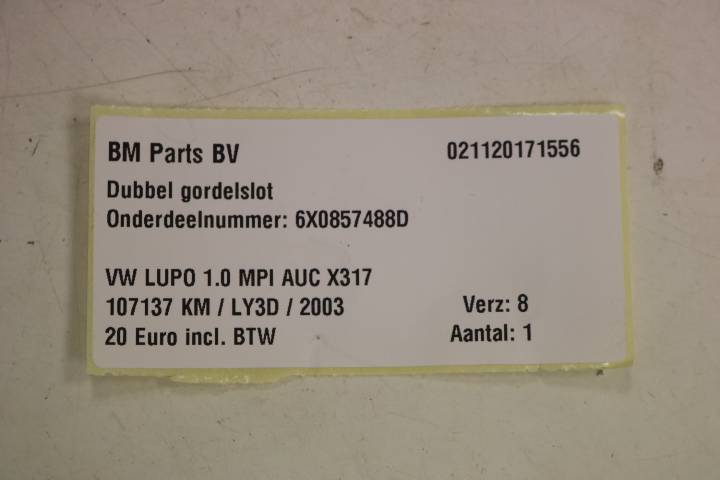 BM Parts BV 021120171556
Dubbel gordelslot
Onderdeelnummer: 6X0857488D
VW LUPO 1.0 MPI AUC X317
107137 KM / LY3D / 2003 Verz: 8
20 Euro incl. BTW Aantal: 1